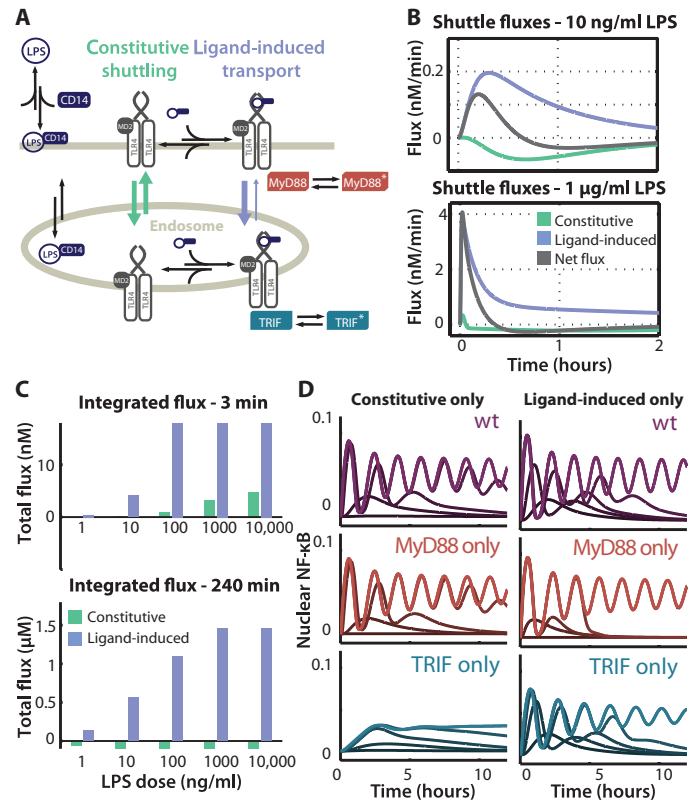 A
LPS
CD14
LPS
CD14
Constitutive
shuttling
Ligand-induced
transport
MD2
TLR4
TLR4
MD2
TLR4
TLR4
MyD88
MyD88*
Endosome
LPS
CD14
MD2
TLR4
TLR4
MD2
TLR4
TLR4
TRIF
TRIF*
B
Shuttle fluxes - 10 ng/ml LPS
Flux (nM/min)
0.2
0
0
1
2
Shuttle fluxes - 1 µg/ml LPS
Flux (nM/min)
4
2
0
Constitutive
Ligand-induced
Net flux
0
1
2
Time (hours)
C
Integrated flux - 3 min
Total flux (nM)
10
0
1
10
100
1000
10,000
Integrated flux - 240 min
Total flux (µM)
1.5
1
0.5
0
Constitutive
Ligand-induced
1
10
100
1000
10,000
LPS dose (ng/ml)
D
Constitutive only
Ligand-induced only
Nuclear NF-κB
0.1
0
wt
wt
0.1
0
MyD88 only
MyD88 only
0.1
0
TRIF only
TRIF only
0
5
10
Time (hours)
0
5
10
Time (hours)